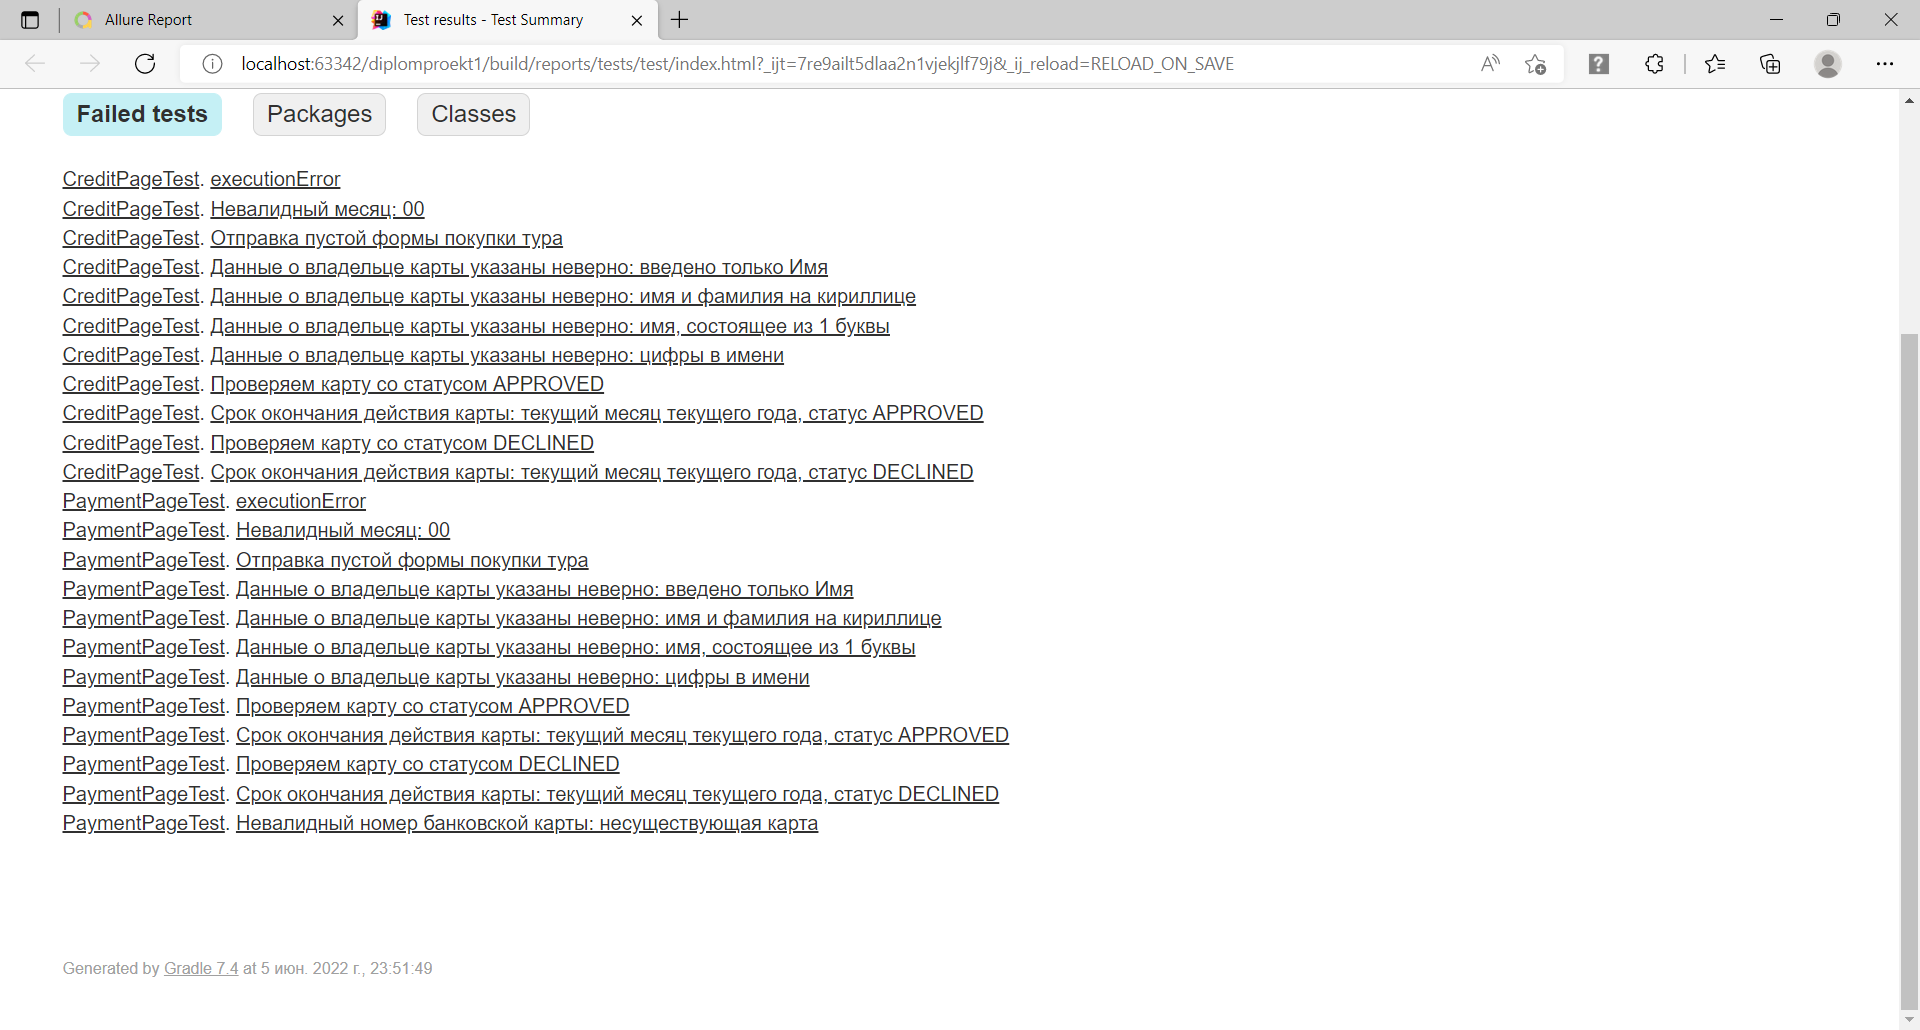 Allure Report
Test results - Test Summary
localhost:63342/diplomproekt1/build/reports/tests/test/index.html?_ijt=7re9ailt5dlaa2n1vjekjlf79j&_ij_reload=RELOAD_ON_SAVE
Failed tests
Packages
Classes
CreditPageTest. executionError
CreditPageTest. Невалидный месяц: 00
CreditPageTest. Отправка пустой формы покупки тура
CreditPageTest. Данные о владельце карты указаны неверно: введено только Имя
CreditPageTest. Данные о владельце карты указаны неверно: имя и фамилия на кириллице
CreditPageTest. Данные о владельце карты указаны неверно: имя, состоящее из 1 буквы
CreditPageTest. Данные о владельце карты указаны неверно: цифры в имени
CreditPageTest. Проверяем карту со статусом APPROVED
CreditPageTest. Срок окончания действия карты: текущий месяц текущего года, статус APPROVED
CreditPageTest. Проверяем карту со статусом DECLINED
CreditPageTest. Срок окончания действия карты: текущий месяц текущего года, статус DECLINED
PaymentPageTest. executionError
PaymentPageTest. Невалидный месяц: 00
PaymentPageTest. Отправка пустой формы покупки тура
PaymentPageTest. Данные о владельце карты указаны неверно: введено только Имя
PaymentPageTest. Данные о владельце карты указаны неверно: имя и фамилия на кириллице
PaymentPageTest. Данные о владельце карты указаны неверно: имя, состоящее из 1 буквы
PaymentPageTest. Данные о владельце карты указаны неверно: цифры в имени
PaymentPageTest. Проверяем карту со статусом APPROVED
PaymentPageTest. Срок окончания действия карты: текущий месяц текущего года, статус APPROVED
PaymentPageTest. Проверяем карту со статусом DECLINED
PaymentPageTest. Срок окончания действия карты: текущий месяц текущего года, статус DECLINED
PaymentPageTest. Невалидный номер банковской карты: несуществующая карта
Generated by Gradle 7.4 at 5 июн. 2022 г., 23:51:49